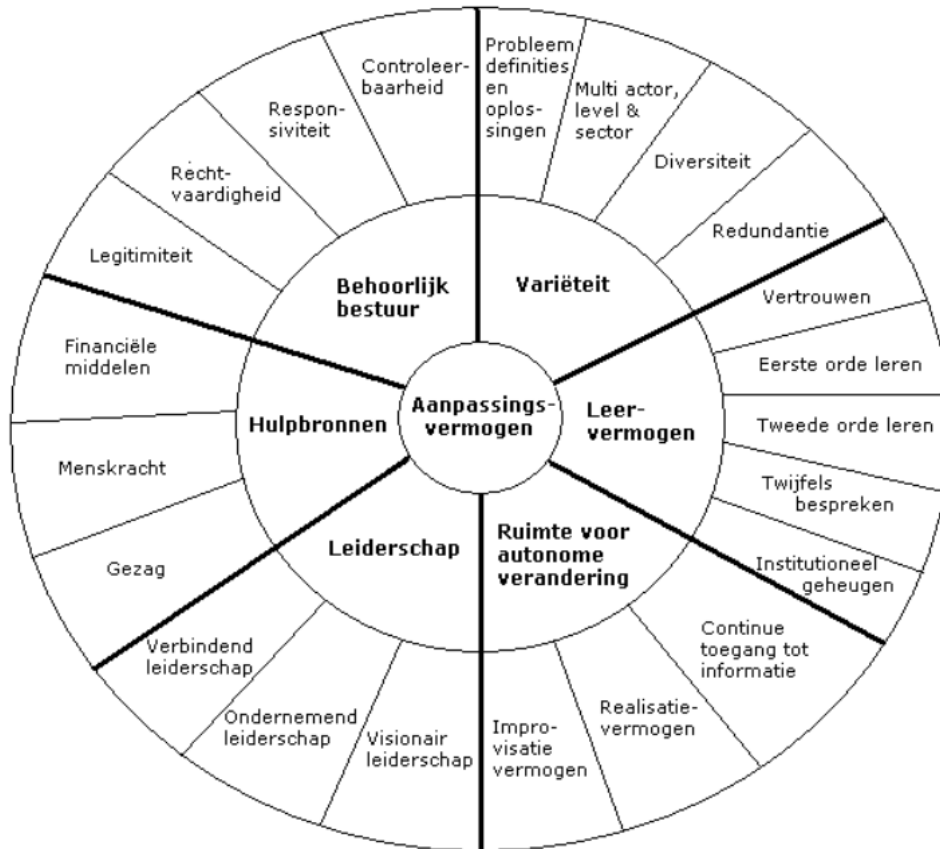 Probleem
definities
en
oplos-
singen
Multi actor,
level &
sector
Diversiteit
Redundantie
Vertrouwen
Eerste orde leren
Tweede orde leren
Twijfels
bespreken
Institutioneel
geheugen
Continue
toegang tot
informatie
Realisatie-
vermogen
Impro-
visatie
vermogen
Visionair
leiderschap
Ondernemend
leiderschap
Verbindend
leiderschap
Gezag
Menskracht
Financiële
middelen
Legitimiteit
Recht-
vaardigheid
Respon-
siviteit
Controleer-
baarheid
Behoorlijk
bestuur
Variëteit
Leer-
vermogen
Ruimte voor
autonome
verandering
Leiderschap
Hulpbronnen
Aanpassings-
vermogen